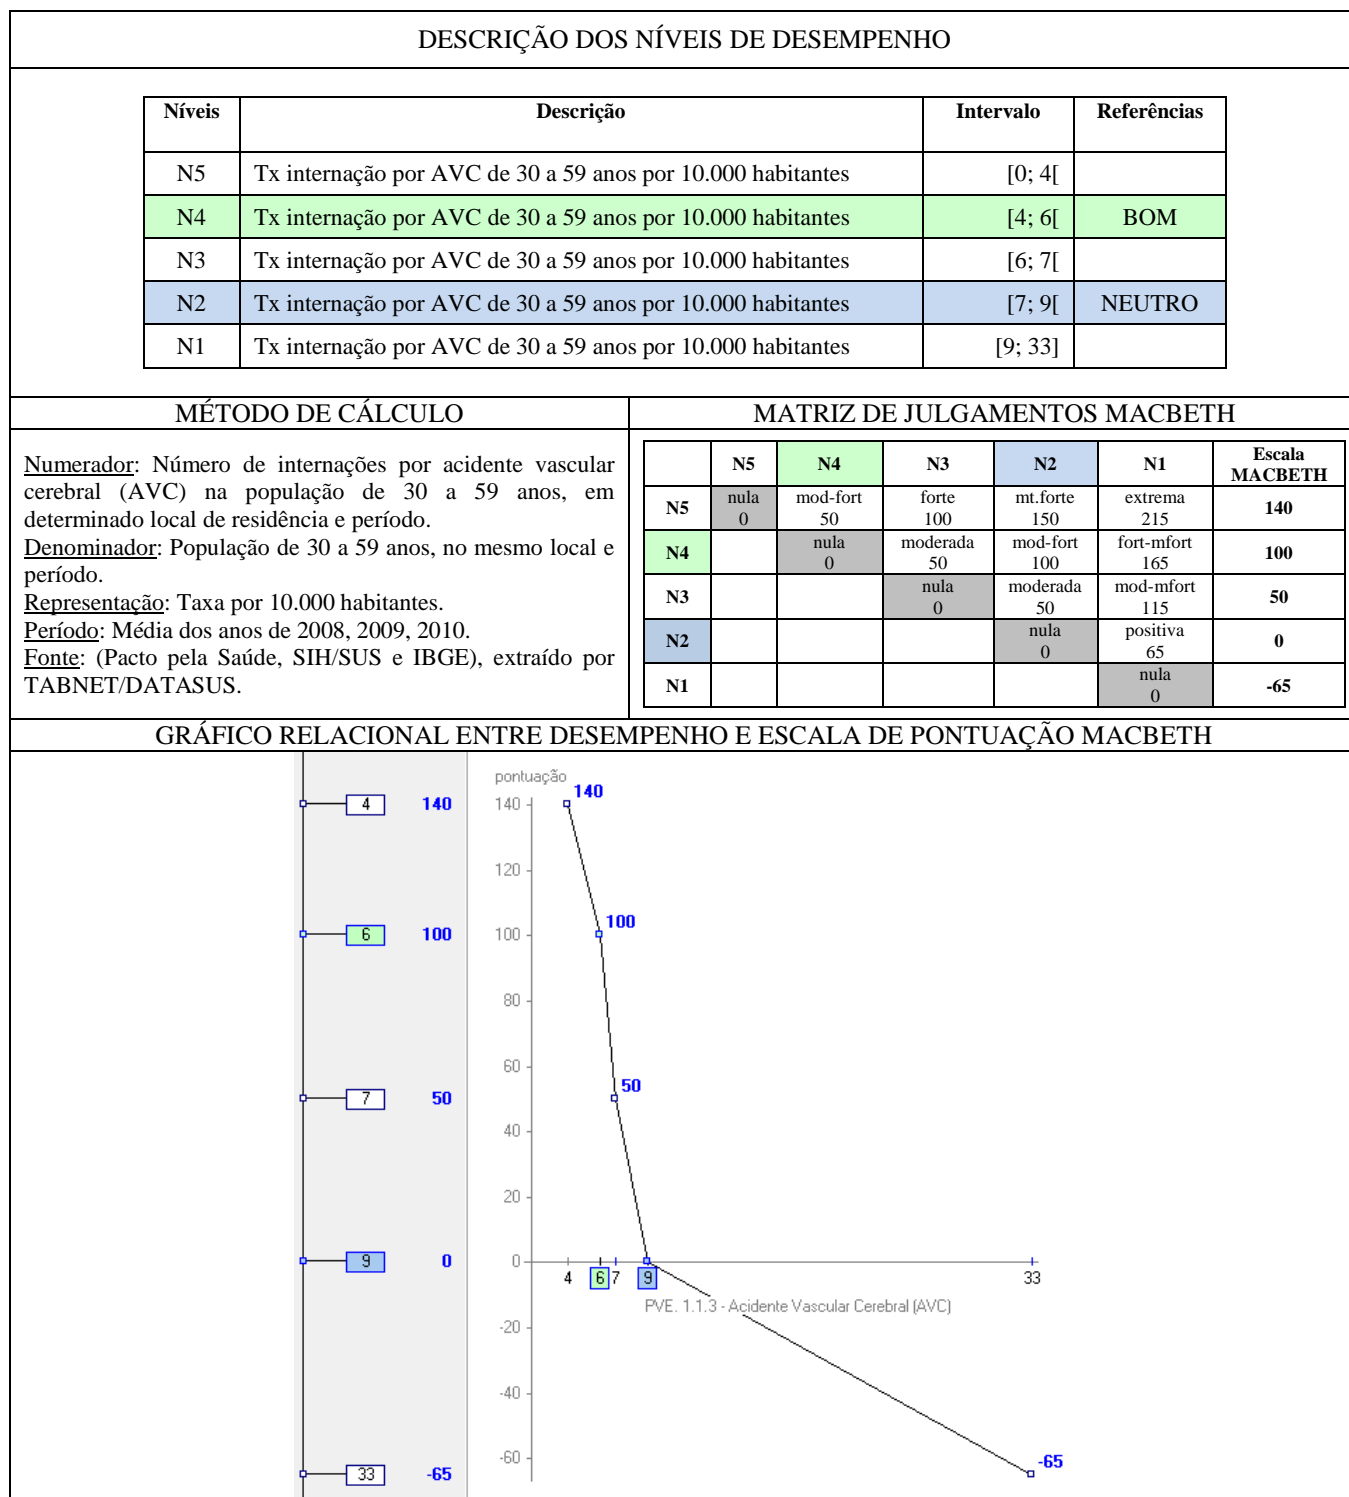 DESCRIÇÃO DOS NÍVEIS DE DESEMPENHO
Níveis Descrição Intervalo Referências
N5 Tx internação por AVC de 30 a 59 anos por 10.000 habitantes [0; 4[
N4 Tx internação por AVC de 30 a 59 anos por 10.000 habitantes [4; 6[ BOM
N3 Tx internação por AVC de 30 a 59 anos por 10.000 habitantes [6; 7[
N2 Tx internação por AVC de 30 a 59 anos por 10.000 habitantes [7; 9[ NEUTRO
N1 Tx internação por AVC de 30 a 59 anos por 10.000 habitantes [9; 33]
MÉTODO DE CÁLCULO
Numerador: Número de internações por acidente vascular
cerebral (AVC) na população de 30 a 59 anos, em
determinado local de residência e período.
Denominador: População de 30 a 59 anos, no mesmo local e
período.
Representação: Taxa por 10.000 habitantes.
Período: Média dos anos de 2008, 2009, 2010.
Fonte: (Pacto pela Saúde, SIH/SUS e IBGE), extraído por
TABNET/DATASUS.
MATRIZ DE JULGAMENTOS MACBETH
N5 N4 N3 N2 N1 Escala
MACBETH
N5 nula mod-fort forte mt.forte extrema 140
0 50 100 150 215
N4 nula moderada mod-fort fort-mfort 100
0 50 100 165
N3 nula moderada mod-mfort 50
0 50 115
N2 nula positiva 0
0 65
N1 nula -65
0
GRÁFICO RELACIONAL ENTRE DESEMPENHO E ESCALA DE PONTUAÇÃO MACBETH
4 140
6 100
7 50
9 0
33 -65
pontuação
140
120
100
80
60
40
20
0
-20
-40
-60
140
100
50
-65
4 6 7 9 33
PVE. 1.1.3 - Acidente Vascular Cerebral (AVC)